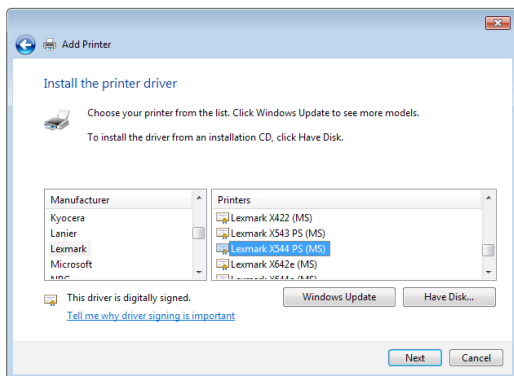 Add Printer
Install the printer driver
Choose your printer from the list. Click Windows Update to see more models.
To install the driver from an installation CD, click Have Disk.
Manufacturer
Kyocera
Lanier
Lexmark
Microsoft
Printers
Lexmark X422 (MS)
Lexmark X543 PS (MS)
Lexmark X544 PS (MS)
Lexmark X642e (MS)
This driver is digitally signed.
Tell me why driver signing is important
Windows Update
Have Disk...
Next
Cancel